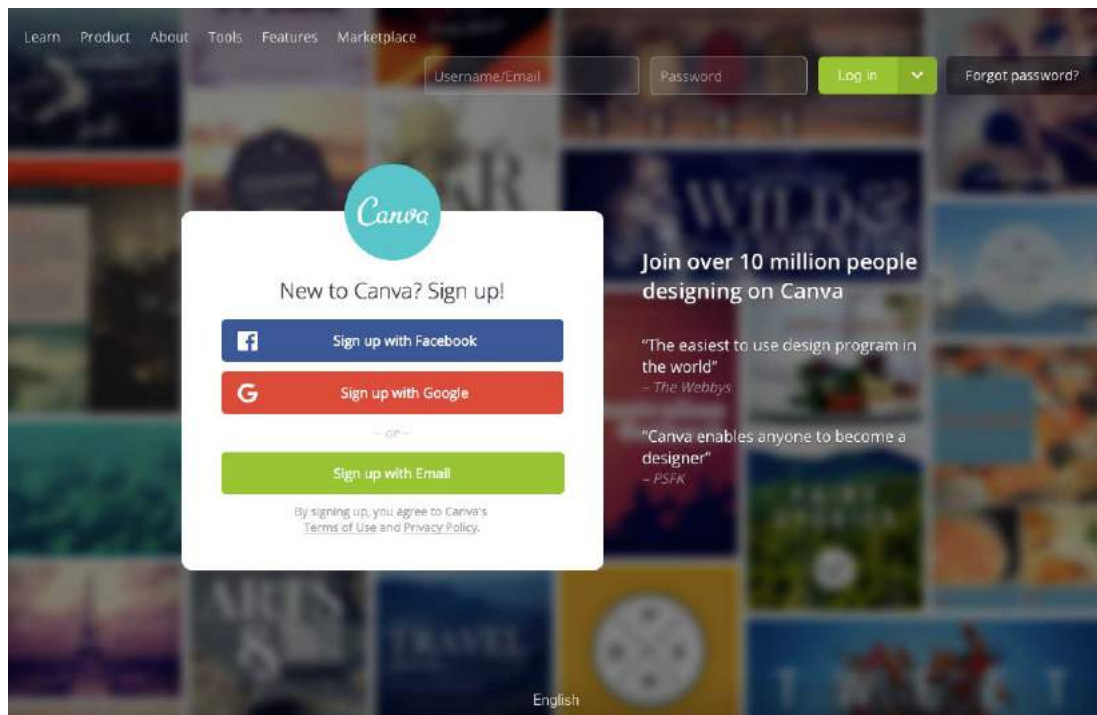 Learn Product About Tools Features Marketplace
Username/Email Password Log in Forgot password?
Canva
New to Canva? Sign up!
Sign up with Facebook
G Sign up with Google
– or –
Sign up with Email
By signing up, you agree to Canva's
Terms of Use and Privacy Policy.
Join over 10 million people
designing on Canva
“The easiest to use design program in
the world”
– The Webbys
“Canva enables anyone to become a
designer”
– PSFK
WILD &
ARTS
&
TRAVEL
English